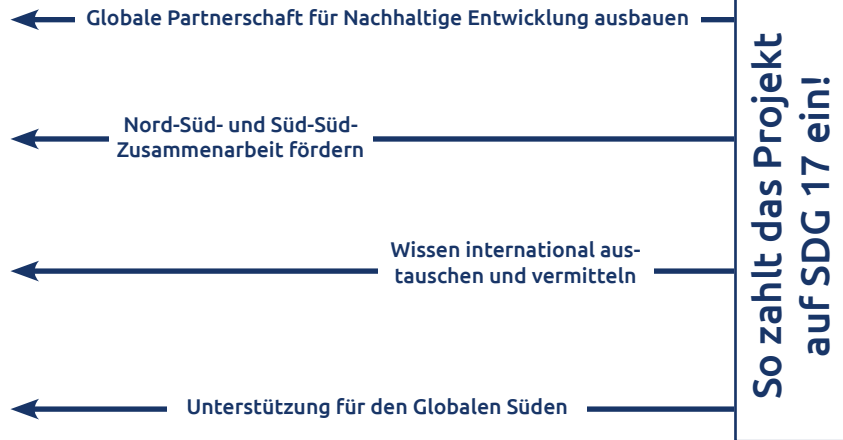 Globale Partnerschaft für Nachhaltige Entwicklung ausbauen
Nord-Süd- und Süd-Süd-
Zusammenarbeit fördern
Wissen international aus-
tauschen und vermitteln
Unterstützung für den Globalen Süden
So zahlt das Projekt
auf SDG 17 ein!